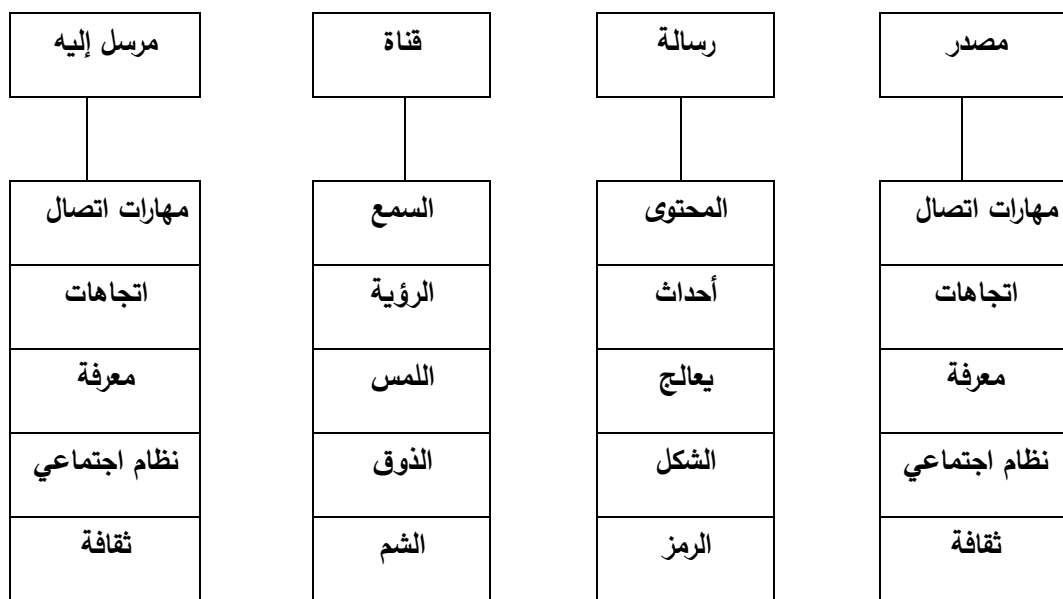 مصدر
رسالة
قناة
مرسل إليه
مهارات اتصال
المحتوى
السمع
مهارات اتصال
اتجاهات
أحداث
الرؤية
اتجاهات
معرفة
يعالج
اللمس
معرفة
نظام اجتماعي
الشكل
الذوق
نظام اجتماعي
ثقافة
الرمز
الشم
ثقافة